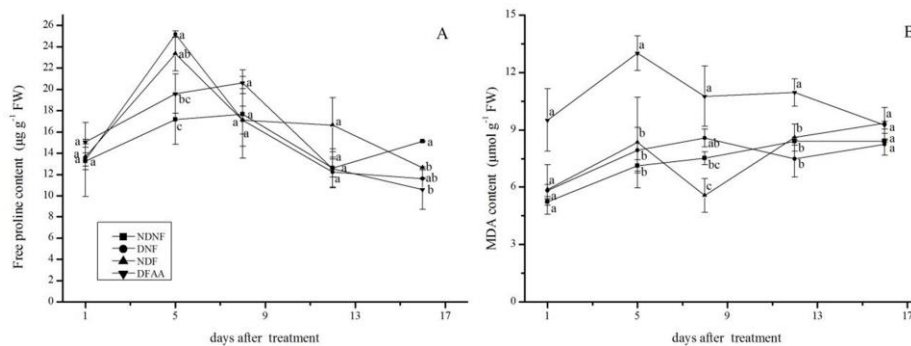 A
Free proline content (μg g-1 FW)
26
24
22
20
18
16
14
12
10
8
6
4
2
0
a
ab
bc
c
a
a
a
a
a
a
a
a
a
a
a
a
b
ab
b
NDNF
DNF
NDF
DFAA
1
5
9
13
17
days after treatment
B
MDA content (μmol g-1 FW)
15
12
9
6
3
0
a
a
a
a
a
b
b
b
a
b
b
c
a
b
b
b
1
5
9
13
17
days after treatment